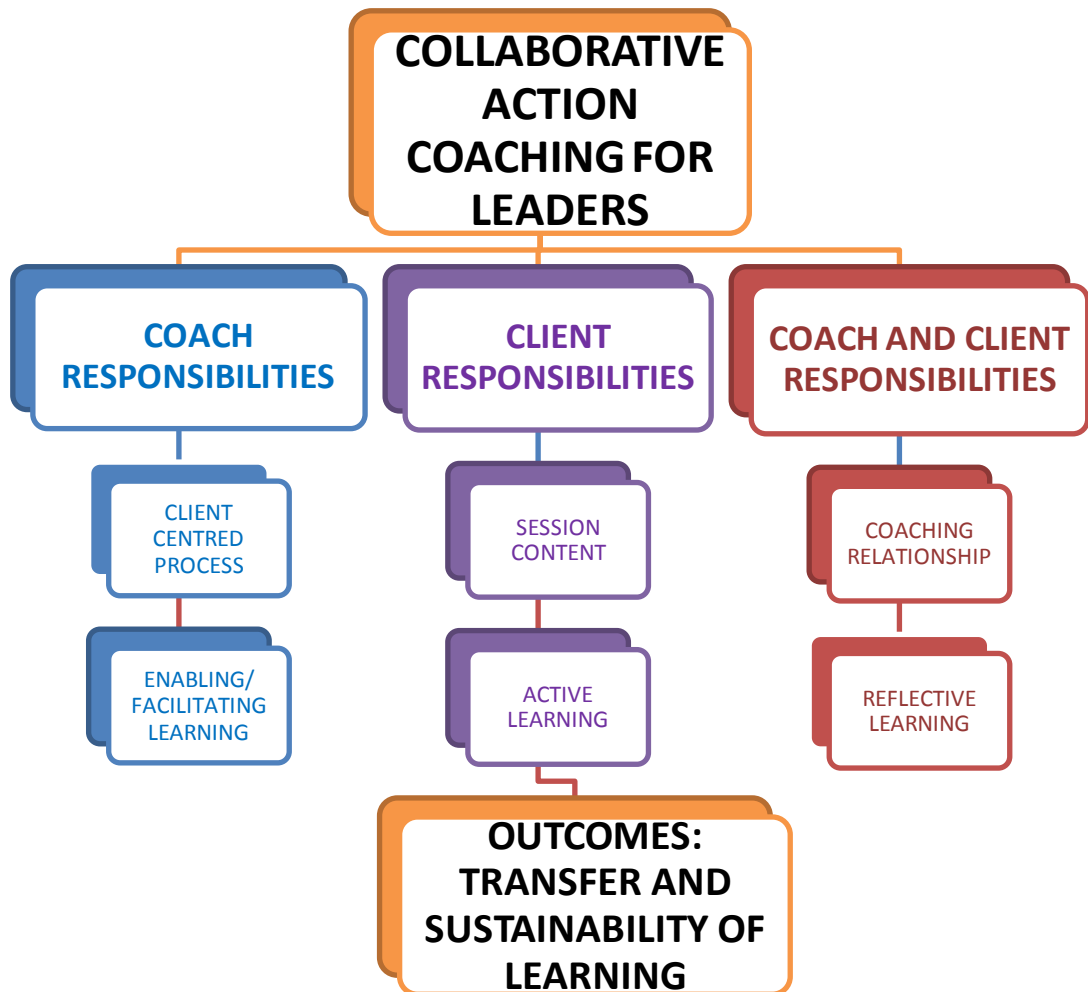 COLLABORATIVE
ACTION
COACHING FOR
LEADERS
COACH
RESPONSIBILITIES
CLIENT
RESPONSIBILITIES
COACH AND CLIENT
RESPONSIBILITIES
CLIENT
CENTRED
PROCESS
SESSION
CONTENT
COACHING
RELATIONSHIP
ENABLING/
FACILITATING
LEARNING
ACTIVE
LEARNING
REFLECTIVE
LEARNING
OUTCOMES:
TRANSFER AND
SUSTAINABILITY OF
LEARNING